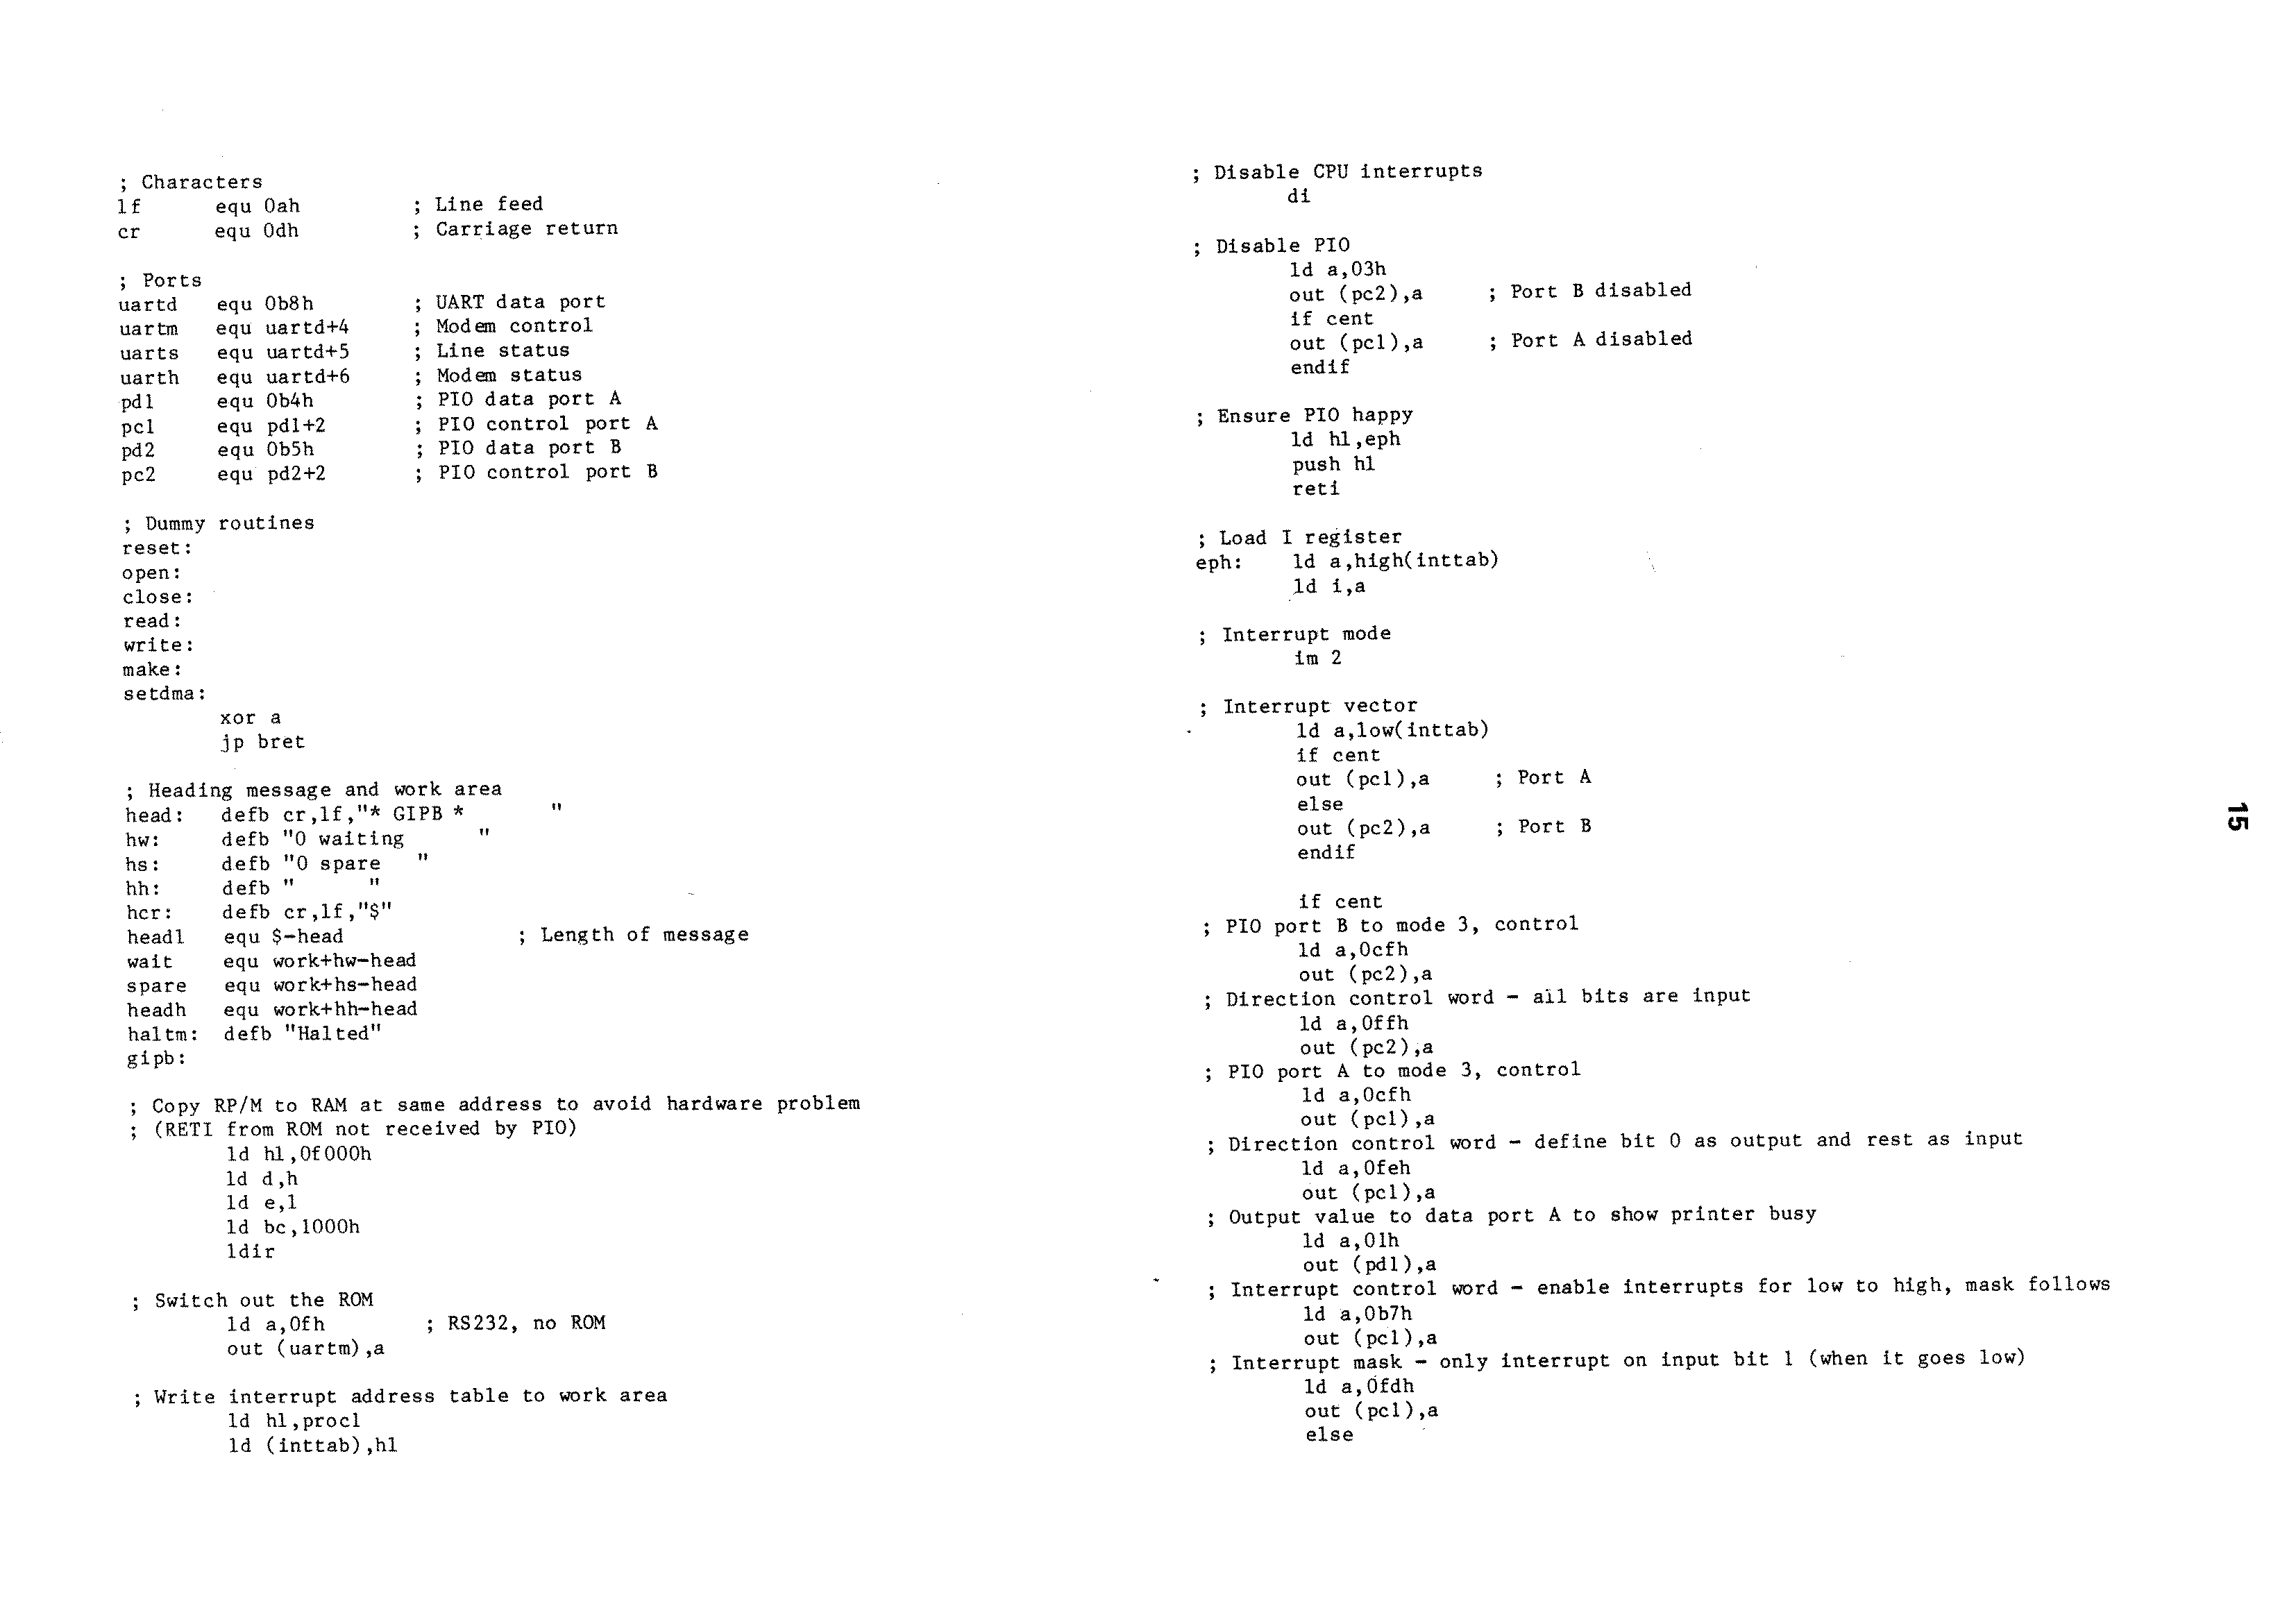 ; Characters
lf      equ 0ah         ; Line feed
cr      equ 0dh         ; Carriage return
; Ports
uartd   equ 0b8h        ; UART data port
uartm   equ uartd+4     ; Modem control
uarts   equ uartd+5     ; Line status
uarth   equ uartd+6     ; Modem status
pd1     equ 0b4h        ; PIO data port A
pc1     equ pd1+2       ; PIO control port A
pd2     equ 0b5h        ; PIO data port B
pc2     equ pd2+2       ; PIO control port B
; Dummy routines
reset:
open:
close:
read:
write:
make:
setdma:
        xor a
        jp bret
; Heading message and work area
head:   defb cr,lf,"* GIPB *       "
hw:     defb "0 waiting      "
hs:     defb "0 spare   "
hh:     defb "      "
hcr:    defb cr,lf,"$"
headl   equ $-head              ; Length of message
wait    equ work+hw-head
spare   equ work+hs-head
headh   equ work+hh-head
haltm:  defb "Halted"
gipb:
; Copy RP/M to RAM at same address to avoid hardware problem
; (RETI from ROM not received by PIO)
        ld hl,0f000h
        ld d,h
        ld e,l
        ld bc,1000h
        ldir
; Switch out the ROM
        ld a,0fh        ; RS232, no ROM
        out (uartm),a
; Write interrupt address table to work area
        ld hl,procl
        ld (inttab),hl
; Disable CPU interrupts
        di
; Disable PIO
        ld a,03h
        out (pc2),a     ; Port B disabled
        if cent
        out (pc1),a     ; Port A disabled
        endif
; Ensure PIO happy
        ld hl,eph
        push hl
        reti
; Load I register
eph:    ld a,high(inttab)
        ld i,a
; Interrupt mode
        im 2
; Interrupt vector
        ld a,low(inttab)
        if cent
        out (pc1),a     ; Port A
        else
        out (pc2),a     ; Port B
        endif
        if cent
; PIO port B to mode 3, control
        ld a,0cfh
        out (pc2),a
; Direction control word - all bits are input
        ld a,0ffh
        out (pc2),a
; PIO port A to mode 3, control
        ld a,0cfh
        out (pc1),a
; Direction control word - define bit 0 as output and rest as input
        ld a,0feh
        out (pc1),a
; Output value to data port A to show printer busy
        ld a,01h
        out (pd1),a
; Interrupt control word - enable interrupts for low to high, mask follows
        ld a,0b7h
        out (pc1),a
; Interrupt mask - only interrupt on input bit 1 (when it goes low)
        ld a,0fdh
        out (pc1),a
        else
15